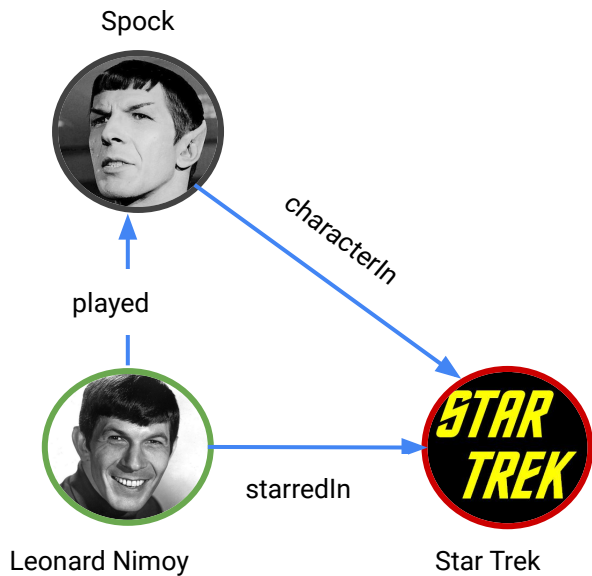 Spock
characterIn
played
STAR
TREK
starredIn
Leonard Nimoy
Star Trek